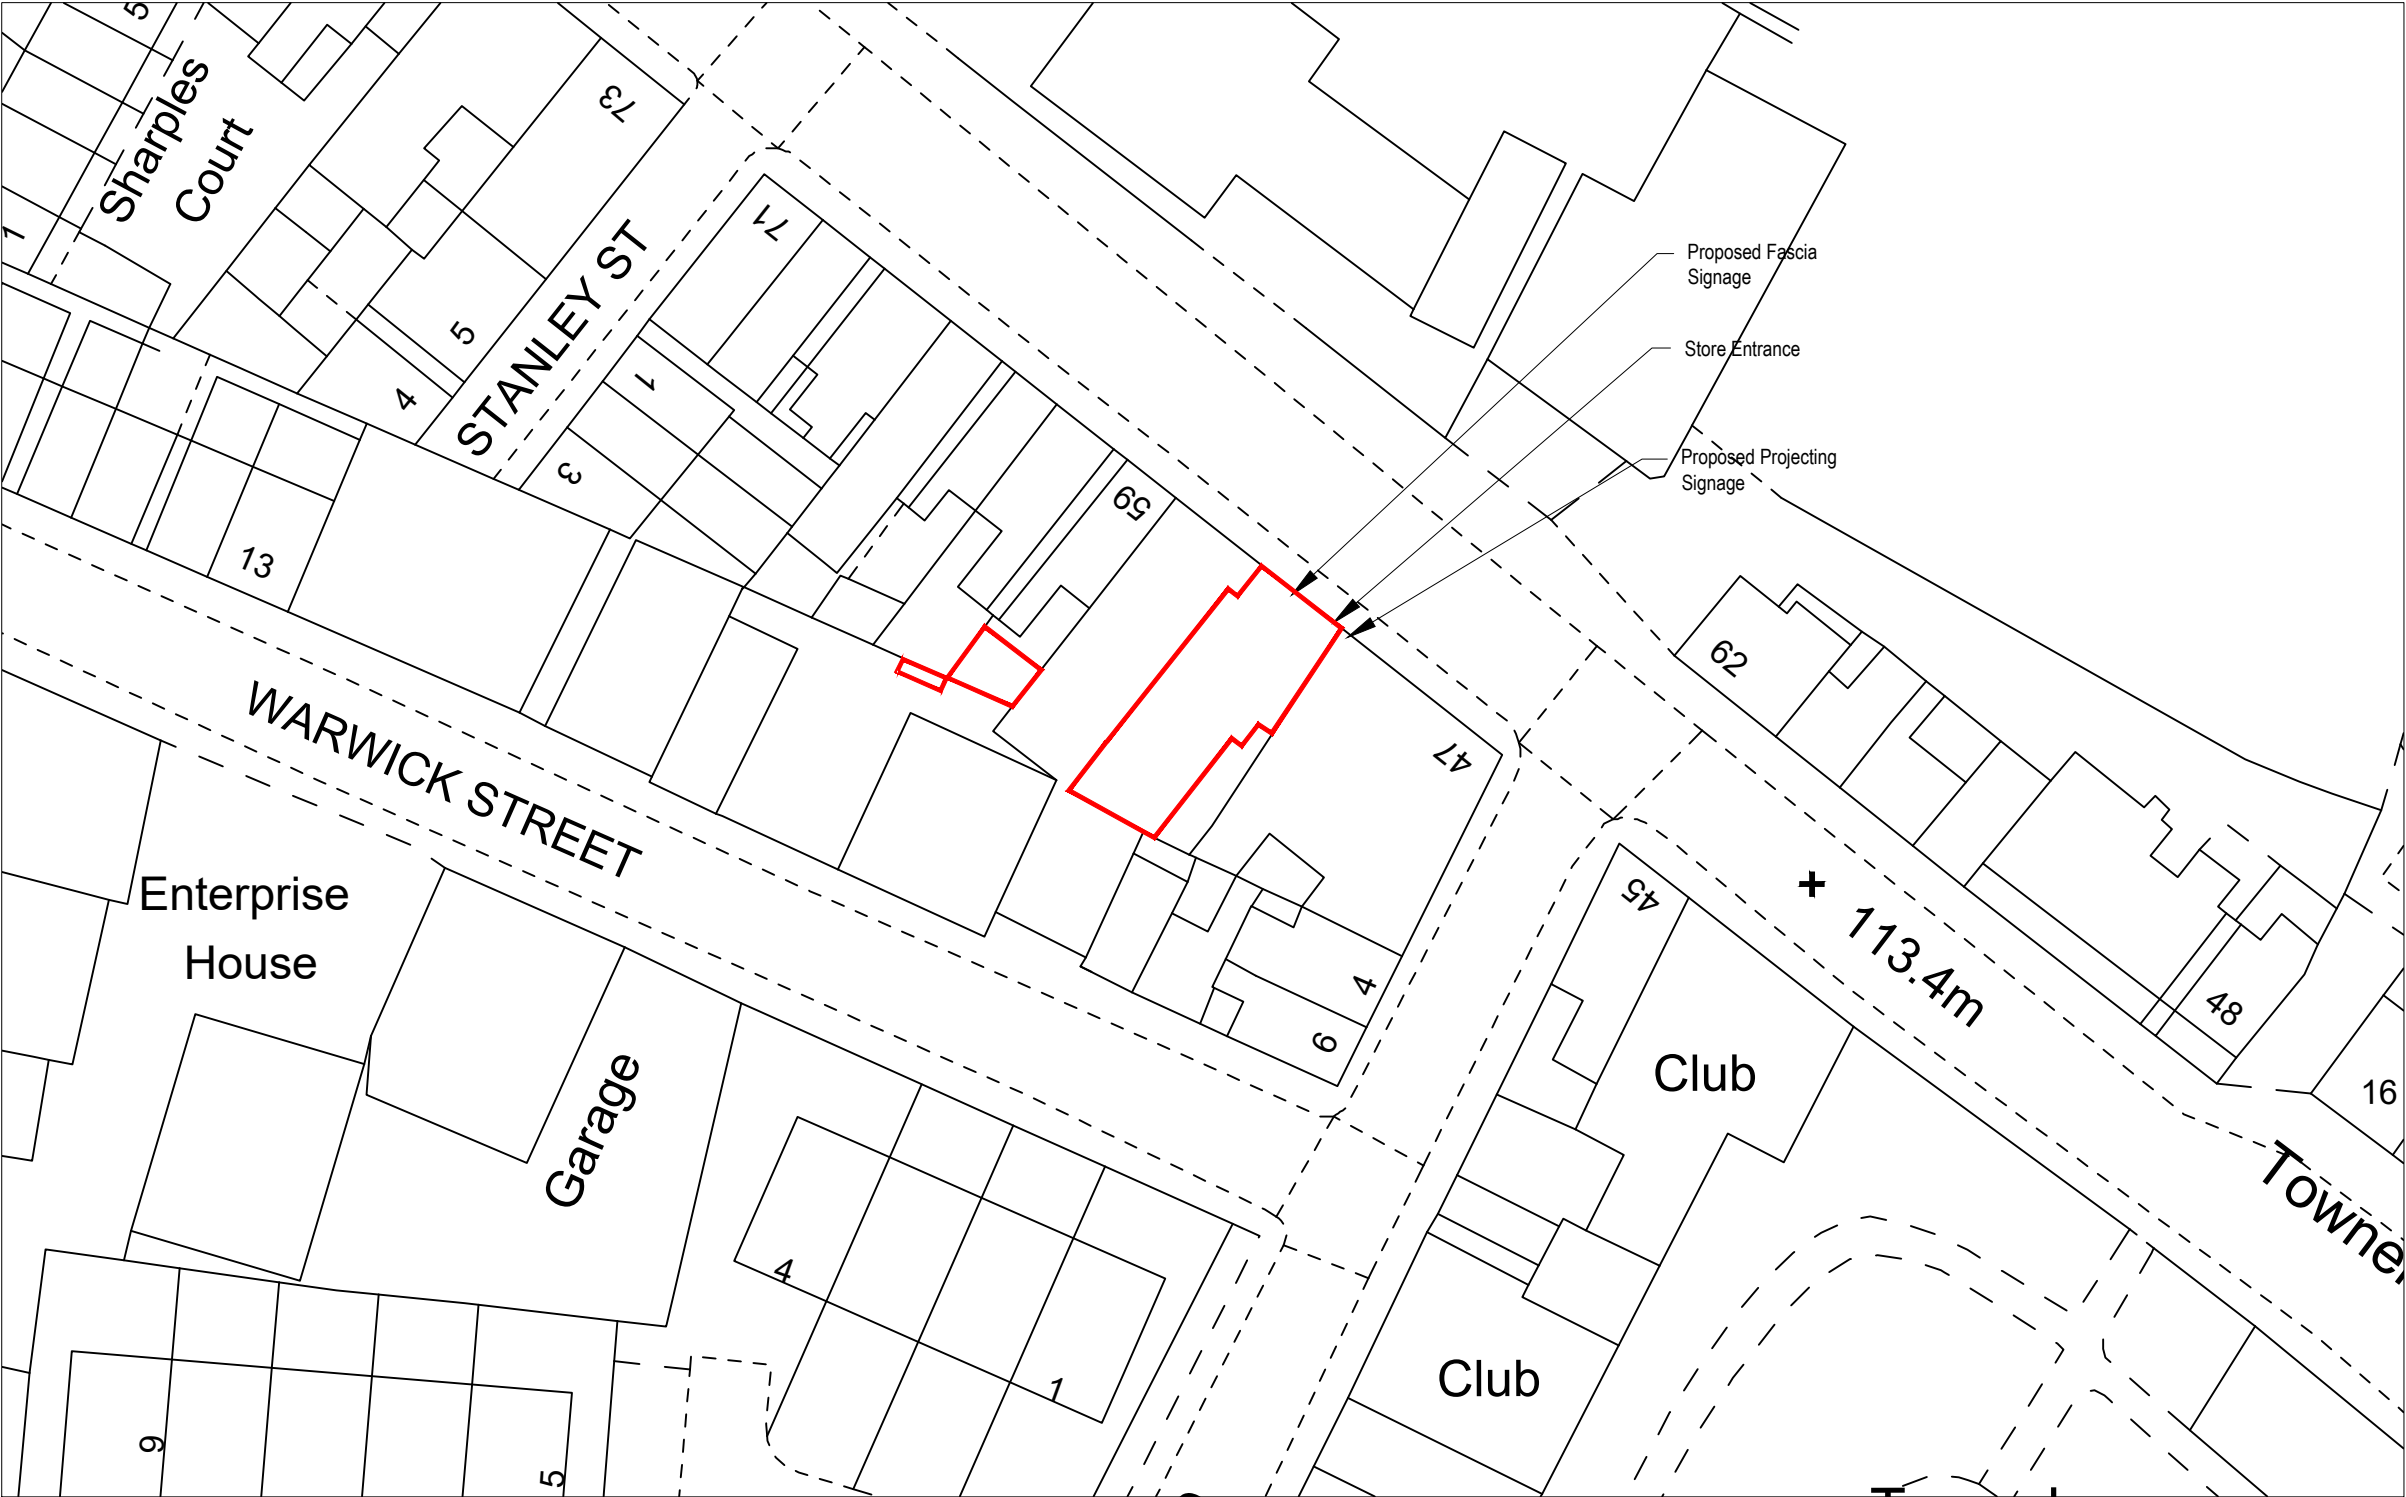 5
Sharples
Court
1
73
5
4
STANLEY ST
71
1
3
13
59
Proposed Fascia
Signage
Store Entrance
Proposed Projecting
Signage
62
47
WARWICK STREET
Enterprise
House
Garage
4
6
45
Club
+ 113.4m
48
16
Club
4
1
9
5